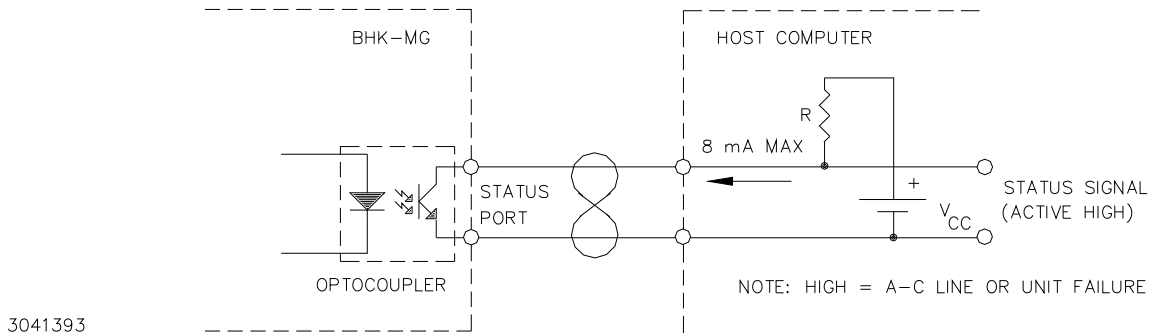 BHK-MG
HOST COMPUTER
R
8 mA MAX
+
STATUS
PORT
STATUS SIGNAL
(ACTIVE HIGH)
VCC
OPTOCOUPLER
NOTE: HIGH = A-C LINE OR UNIT FAILURE
3041393